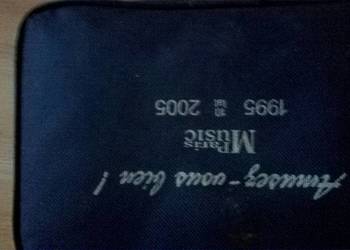 Amusez-vous bien !
Paris
Music
1995 2005